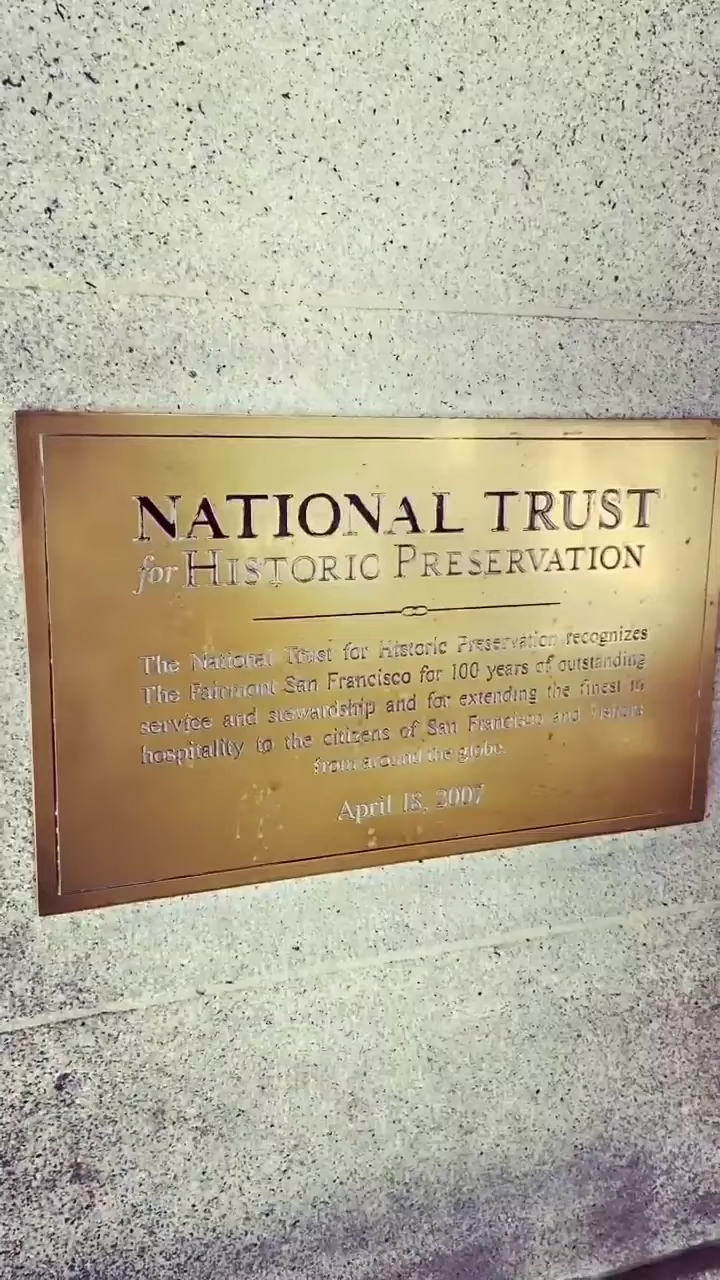 NATIONAL TRUST
for HISTORIC PRESERVATION
The National Trust for Historic Preservation recognizes
The Fairmont San Francisco for 100 years of outstanding
service and stewardship and for extending the finest in
hospitality to the citizens of San Francisco and visitors
from around the globe.
April 18, 2007